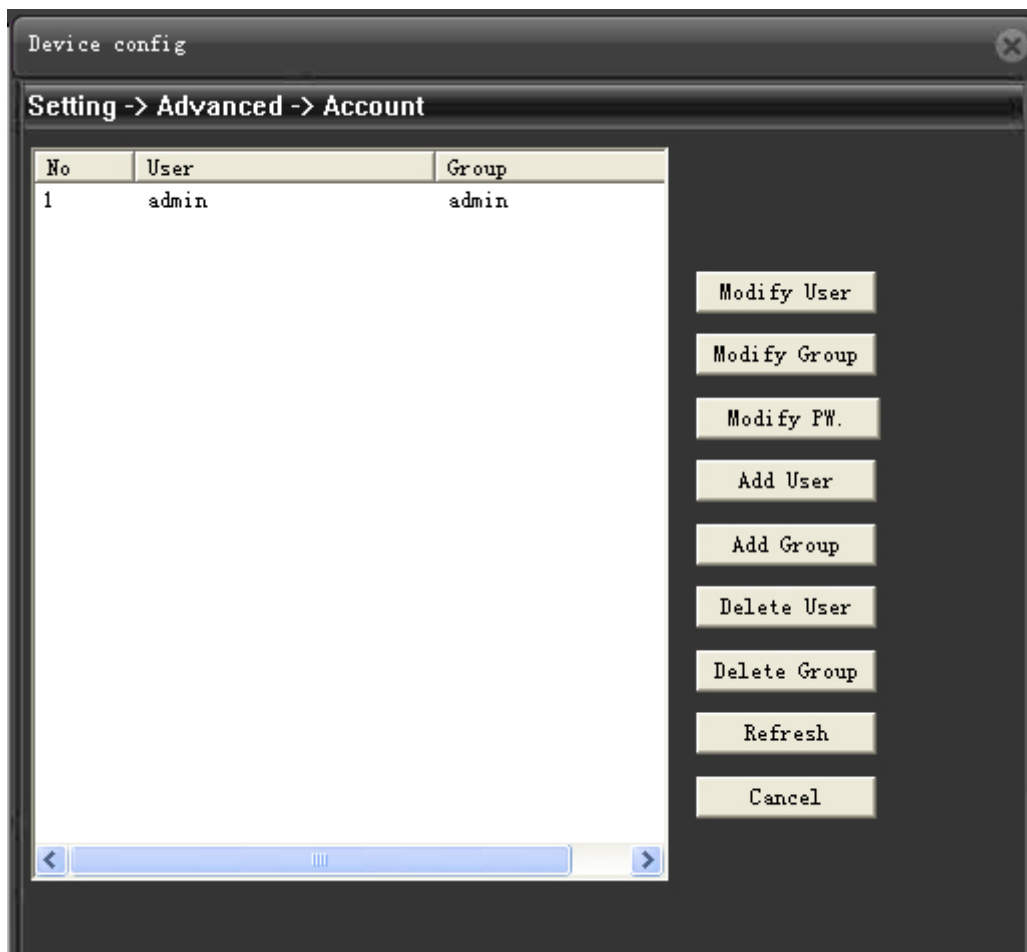 Device config
Setting -> Advanced -> Account
No User Group
1 admin admin
Modify User
Modify Group
Modify PW.
Add User
Add Group
Delete User
Delete Group
Refresh
Cancel